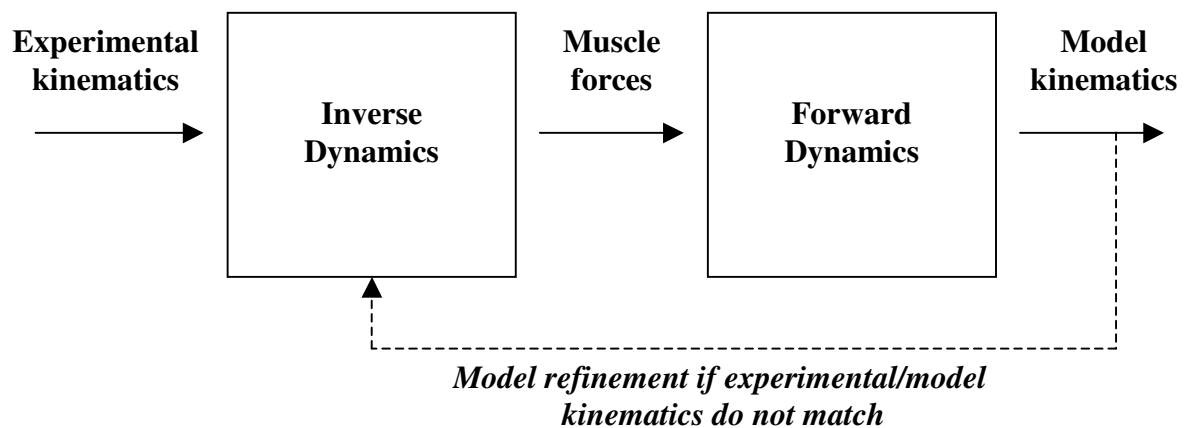 Experimental
kinematics
Inverse
Dynamics
Muscle
forces
Forward
Dynamics
Model
kinematics
Model refinement if experimental/model
kinematics do not match